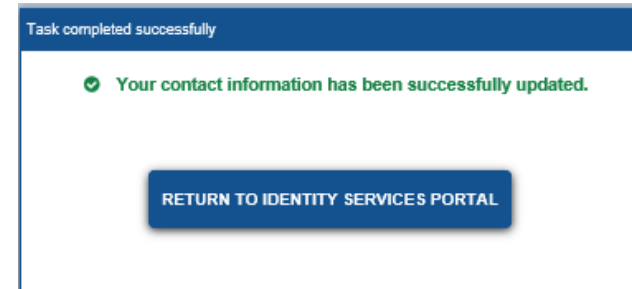 Task completed successfully
Your contact information has been successfully updated.
RETURN TO IDENTITY SERVICES PORTAL